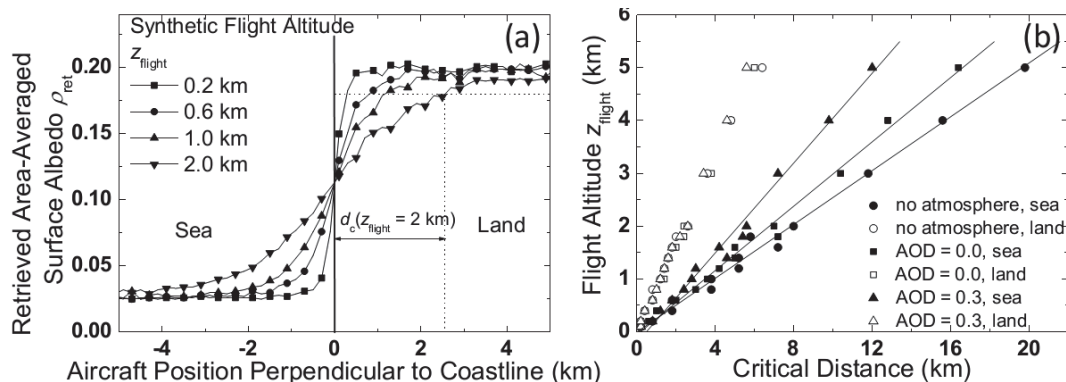 Synthetic Flight Altitude
(a)
z_flight
0.2 km
0.6 km
1.0 km
2.0 km
Sea
d_c(z_flight = 2 km)
Land
0.20
0.15
0.10
0.05
0.00
-4 -2 0 2 4
Retrieved Area-Averaged
Surface Albedo ρ_ret
Aircraft Position Perpendicular to Coastline (km)
(b)
6
5
4
3
2
1
0
0 4 8 12 16 20
Flight Altitude z_flight (km)
Critical Distance (km)
no atmosphere, sea
no atmosphere, land
AOD = 0.0, sea
AOD = 0.0, land
AOD = 0.3, sea
AOD = 0.3, land